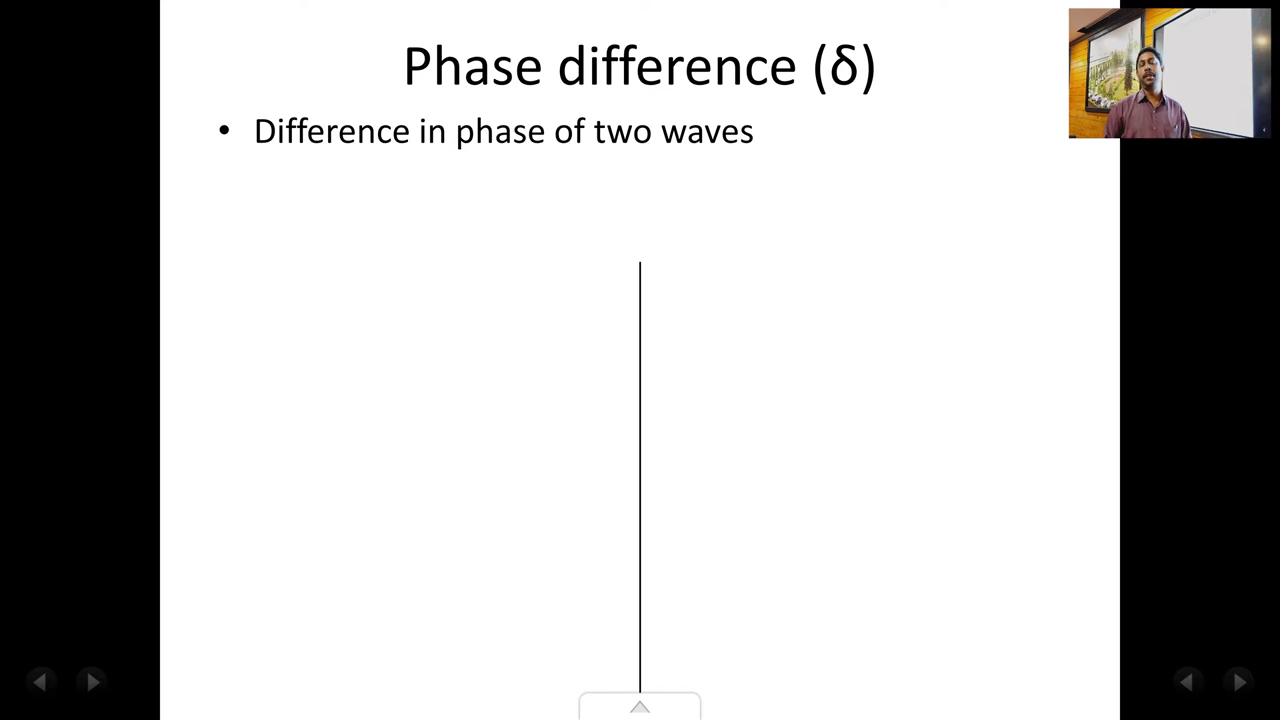 Phase difference (δ)
• Difference in phase of two waves